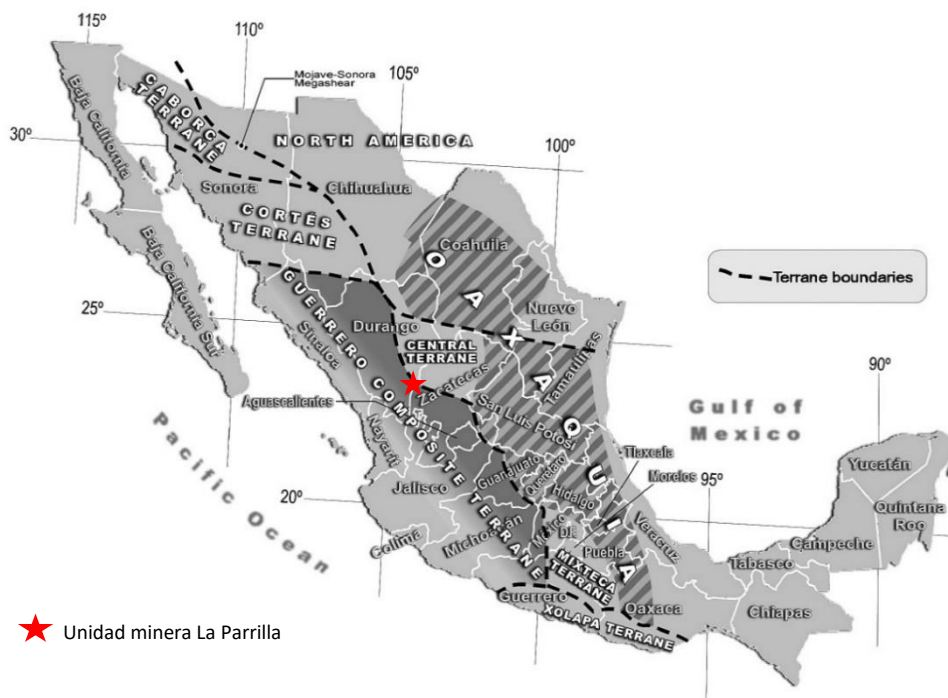 115º
110º
105º
Mojave-Sonora
Megashear
CABORCA
TERRANE
NORTH AMERICA
30º
100º
Baja California
Sonora
Chihuahua
CORTÉS
TERRANE
Coahuila
OAXAQUIA
Terrane boundaries
Baja California Sur
25º
GUERRERO COMPOSITE TERRANE
Sinaloa
Durango
Nuevo
León
CENTRAL
TERRANE
Tamaulipas
90º
Zacatecas
Aguascalientes
San Luis Potosí
Gulf of
Mexico
Nayarit
Tlaxcala
Pacific Ocean
Guanajuato
Querétaro
Morelos
Yucatán
20º
Jalisco
Hidalgo
95º
Quintana
Roo
Colima
Michoacán
México
D.F.
Veracruz
Campeche
Puebla
Tabasco
MIXTECA
TERRANE
Guerrero
Oaxaca
Chiapas
XOLAPA TERRANE
Unidad minera La Parrilla